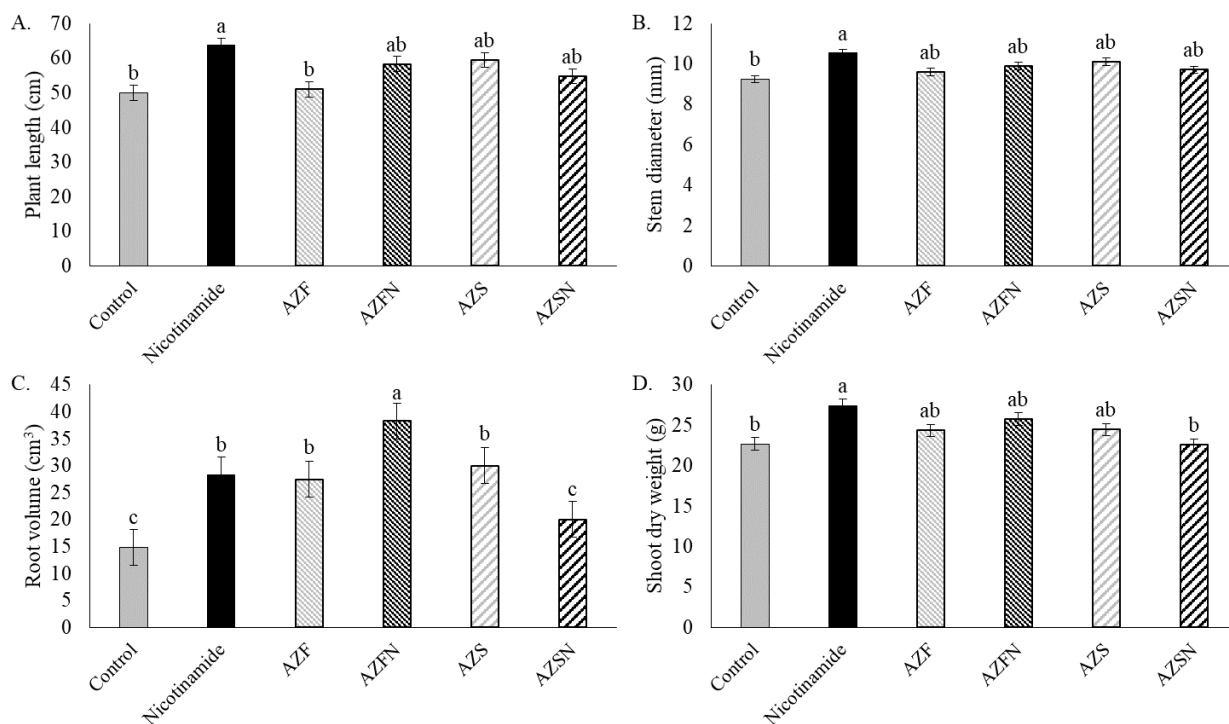 A.
Plant length (cm)
70
60
50
40
30
20
10
0
b
a
b
ab
ab
ab
Control
Nicotinamide
AZF
AZFN
AZS
AZSN
B.
Stem diameter (mm)
12
10
8
6
4
2
0
b
a
ab
ab
ab
ab
Control
Nicotinamide
AZF
AZFN
AZS
AZSN
C.
Root volume (cm³)
45
40
35
30
25
20
15
10
5
0
c
b
b
a
b
c
Control
Nicotinamide
AZF
AZFN
AZS
AZSN
D.
Shoot dry weight (g)
30
25
20
15
10
5
0
b
a
ab
ab
ab
b
Control
Nicotinamide
AZF
AZFN
AZS
AZSN